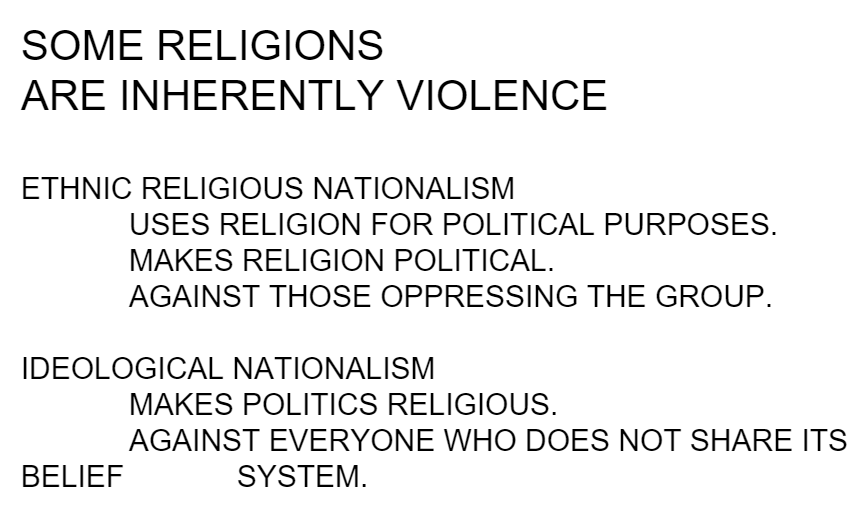 SOME RELIGIONS
ARE INHERENTLY VIOLENCE
ETHNIC RELIGIOUS NATIONALISM
USES RELIGION FOR POLITICAL PURPOSES.
MAKES RELIGION POLITICAL.
AGAINST THOSE OPPRESSING THE GROUP.
IDEOLOGICAL NATIONALISM
MAKES POLITICS RELIGIOUS.
AGAINST EVERYONE WHO DOES NOT SHARE ITS
BELIEF SYSTEM.